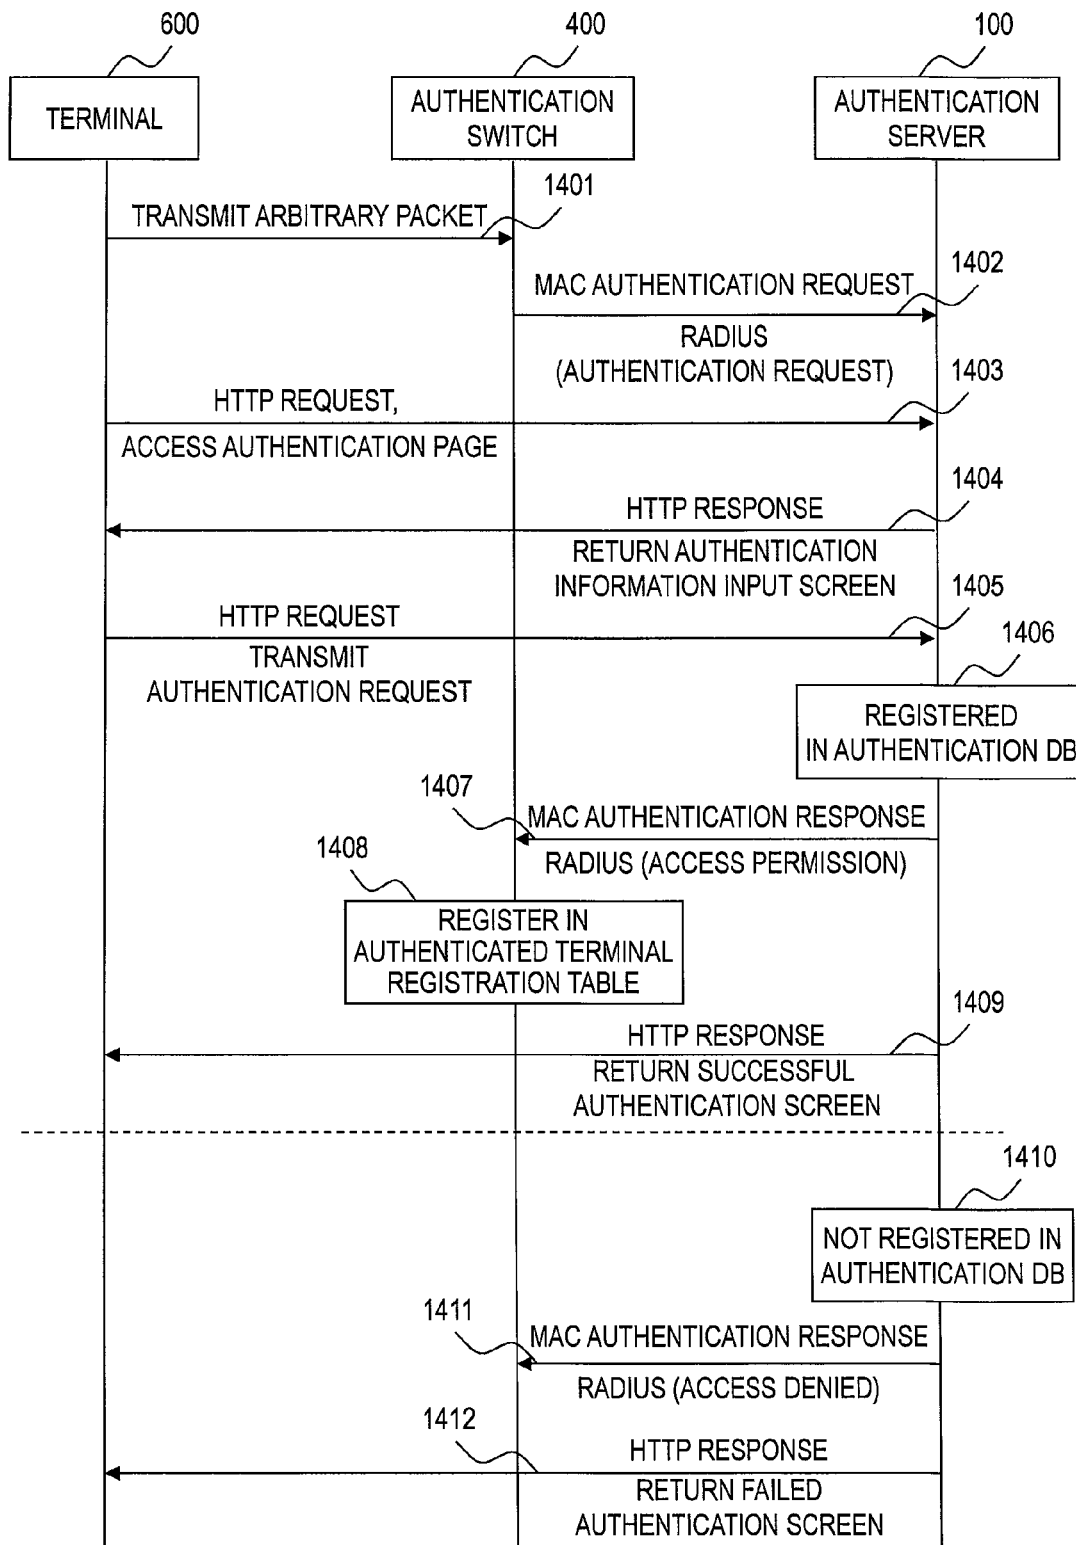 600
400
100
TERMINAL
AUTHENTICATION
SWITCH
AUTHENTICATION
SERVER
1401
TRANSMIT ARBITRARY PACKET
1402
MAC AUTHENTICATION REQUEST
RADIUS
(AUTHENTICATION REQUEST)
1403
HTTP REQUEST,
ACCESS AUTHENTICATION PAGE
1404
HTTP RESPONSE
RETURN AUTHENTICATION
INFORMATION INPUT SCREEN
1405
HTTP REQUEST
TRANSMIT
AUTHENTICATION REQUEST
1406
REGISTERED
IN AUTHENTICATION DB
1407
MAC AUTHENTICATION RESPONSE
RADIUS (ACCESS PERMISSION)
1408
REGISTER IN
AUTHENTICATED TERMINAL
REGISTRATION TABLE
1409
HTTP RESPONSE
RETURN SUCCESSFUL
AUTHENTICATION SCREEN
1410
NOT REGISTERED IN
AUTHENTICATION DB
1411
MAC AUTHENTICATION RESPONSE
RADIUS (ACCESS DENIED)
1412
HTTP RESPONSE
RETURN FAILED
AUTHENTICATION SCREEN